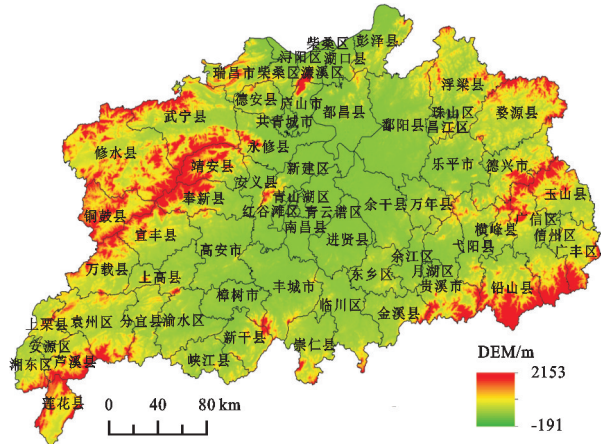 柴桑区 彭泽县
浔阳区 湖口县
瑞昌市 柴桑区 濂溪区
浮梁县
德安县 庐山市
武宁县 都昌县 珠山区 婺源县
共青城市 鄱阳县 昌江区
修水县 永修县
靖安县 新建区 乐平市 德兴市
安义县 玉山县
奉新县 青山湖区 余干县 万年县
铜鼓县 红谷滩区 青云谱区 广信区
宜丰县 南昌县 横峰县 信州区
高安市 进贤县 弋阳县 广丰区
万载县 上高县 余江区
东乡区 月湖区
樟树市 丰城市 贵溪市 铅山县
上栗县 袁州区 分宜县 渝水区 临川区 金溪县
安源区 新干县 崇仁县
湘东区 芦溪县 峡江县
莲花县
DEM/m
2153
-191
0 40 80 km